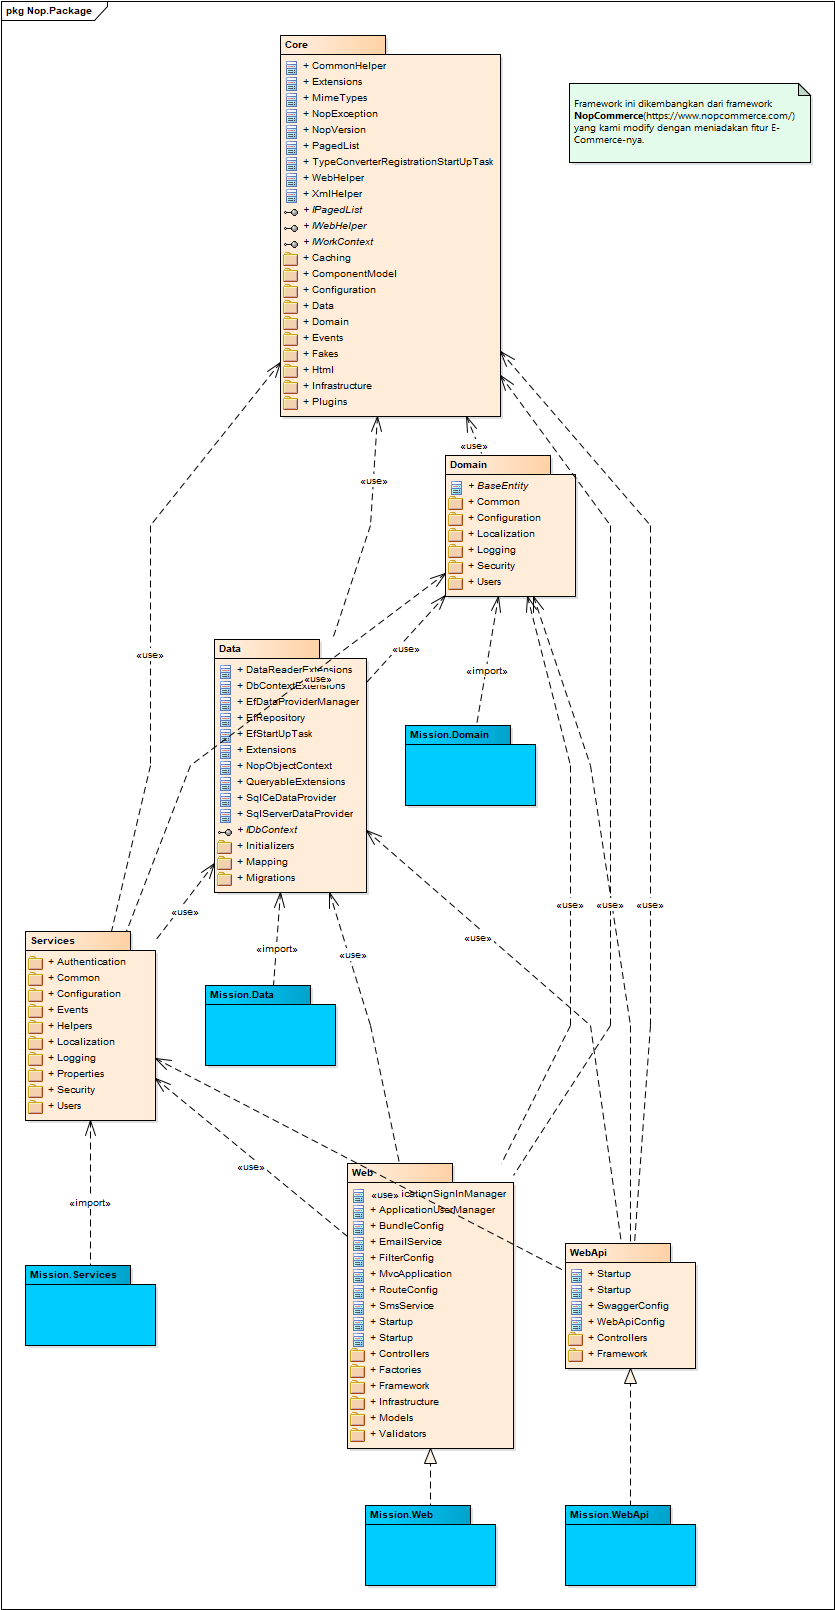 pkg Nop.Package
Core
+ CommonHelper
+ Extensions
+ MimeTypes
+ NopException
+ NopVersion
+ PagedList
+ TypeConverterRegistrationStartUpTask
+ WebHelper
+ XmlHelper
+ IPagedList
+ IWebHelper
+ IWorkContext
+ Caching
+ ComponentModel
+ Configuration
+ Data
+ Domain
+ Events
+ Fakes
+ Html
+ Infrastructure
+ Plugins
Framework ini dikembangkan dari framework
NopCommerce(https://www.nopcommerce.com/)
yang kami modify dengan meniadakan fitur E-
Commerce-nya.
«use»
«use»
Domain
+ BaseEntity
+ Common
+ Configuration
+ Localization
+ Logging
+ Security
+ Users
«use»
«use»
«import»
Data
+ DataReaderExtensions
«use»
+ DbContextExtensions
+ EfDataProviderManager
+ EfRepository
+ EfStartUpTask
+ Extensions
+ NopObjectContext
+ QueryableExtensions
+ SqlCeDataProvider
+ SqlServerDataProvider
+ IDbContext
+ Initializers
+ Mapping
+ Migrations
Mission.Domain
«use»
«use»
«use»
«use»
«use»
«import»
«use»
Services
+ Authentication
+ Common
+ Configuration
+ Events
+ Helpers
+ Localization
+ Logging
+ Properties
+ Security
+ Users
Mission.Data
«use»
«import»
Mission.Services
Web
«use» icationSignInManager
+ ApplicationUserManager
+ BundleConfig
+ EmailService
+ FilterConfig
+ MvcApplication
+ RouteConfig
+ SmsService
+ Startup
+ Startup
+ Controllers
+ Factories
+ Framework
+ Infrastructure
+ Models
+ Validators
WebApi
+ Startup
+ Startup
+ SwaggerConfig
+ WebApiConfig
+ Controllers
+ Framework
Mission.Web
Mission.WebApi